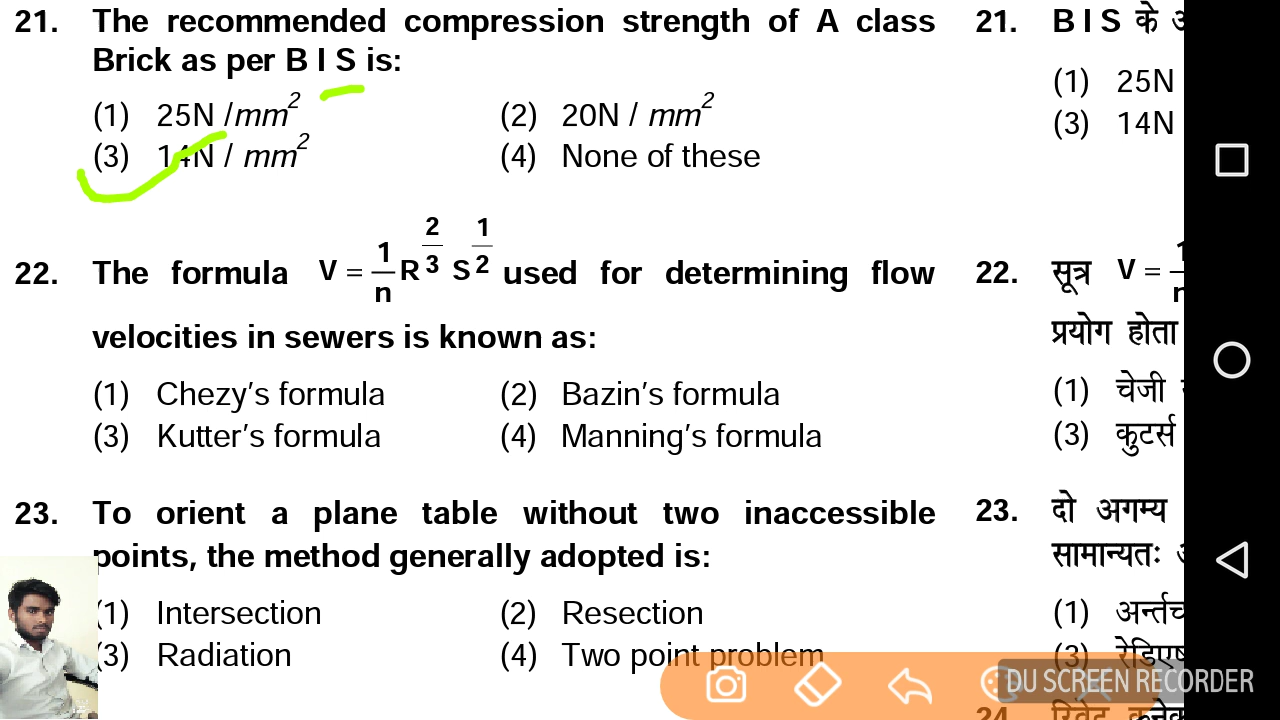 21. The recommended compression strength of A class
Brick as per B I S is:
(1) 25N /mm² (2) 20N / mm²
(3) 14N / mm² (4) None of these
22. The formula V = 1/n R^2/3 S^1/2 used for determining flow
velocities in sewers is known as:
(1) Chezy's formula (2) Bazin's formula
(3) Kutter's formula (4) Manning's formula
23. To orient a plane table without two inaccessible
points, the method generally adopted is:
(1) Intersection (2) Resection
(3) Radiation (4) Two point problem
21. B I S के
(1) 25N
(3) 14N
22. सूत्र V =
प्रयोग होता
(1) चेजी
(3) कुटर्स
23. दो अगम्य
सामान्यतः
(1)
(3)
24.
DU SCREEN RECORDER